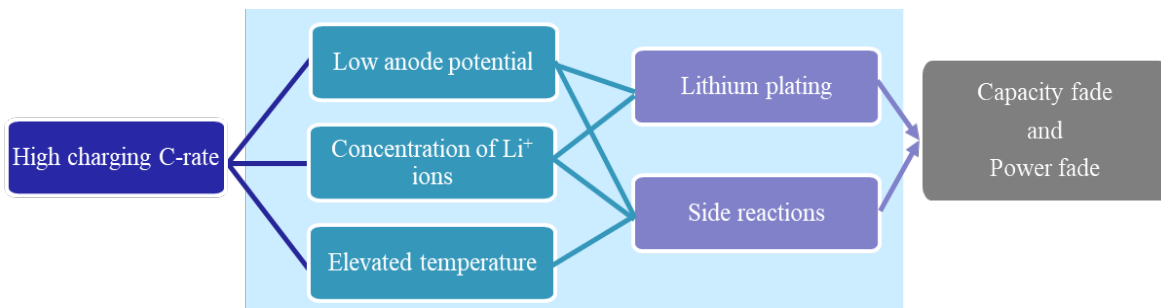 High charging C-rate
Low anode potential
Concentration of Li⁺
ions
Elevated temperature
Lithium plating
Side reactions
Capacity fade
and
Power fade